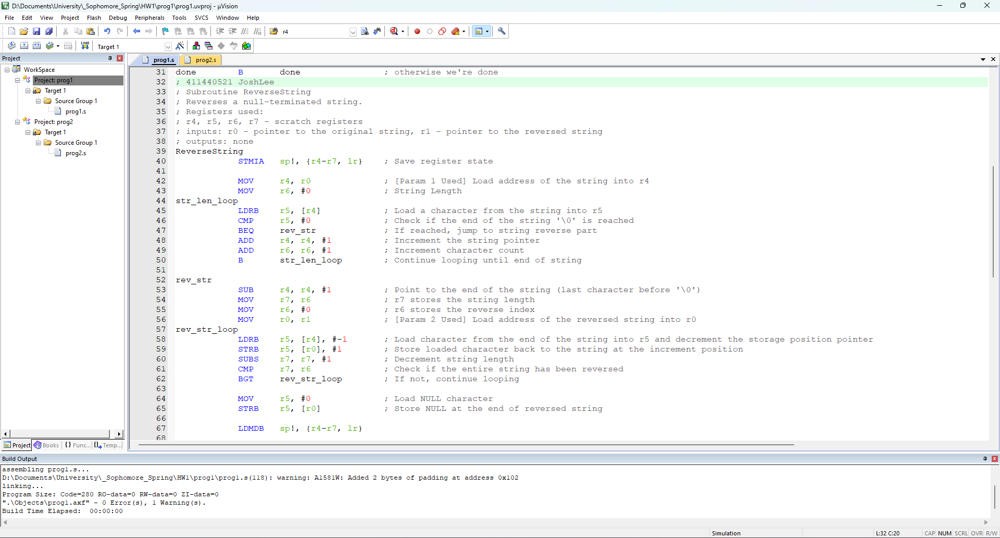 D:\Documents\University\_Sophomore_Spring\HW1\prog1\prog1.uvproj - µVision
File Edit View Project Flash Debug Peripherals Tools SVCS Window Help
r4
LOAD
Target 1
Project
WorkSpace
Project: prog1
Target 1
Source Group 1
prog1.s
Project: prog2
Target 1
Source Group 1
prog2.s
Project Books {} Func... Temp...
prog1.s prog2.s
31 done B done ; otherwise we're done
32 ; 411440521 JoshLee
33 ; Subroutine ReverseString
34 ; Reverses a null-terminated string.
35 ; Registers used:
36 ; r4, r5, r6, r7 - scratch registers
37 ; inputs: r0 - pointer to the original string, r1 - pointer to the reversed string
38 ; outputs: none
39 ReverseString
40 STMIA sp!, {r4-r7, lr} ; Save register state
41
42 MOV r4, r0 ; [Param 1 Used] Load address of the string into r4
43 MOV r6, #0 ; String Length
44 str_len_loop
45 LDRB r5, [r4] ; Load a character from the string into r5
46 CMP r5, #0 ; Check if the end of the string '\0' is reached
47 BEQ rev_str ; If reached, jump to string reverse part
48 ADD r4, r4, #1 ; Increment the string pointer
49 ADD r6, r6, #1 ; Increment character count
50 B str_len_loop ; Continue looping until end of string
51
52 rev_str
53 SUB r4, r4, #1 ; Point to the end of the string (last character before '\0')
54 MOV r7, r6 ; r7 stores the string length
55 MOV r6, #0 ; r6 stores the reverse index
56 MOV r0, r1 ; [Param 2 Used] Load address of the reversed string into r0
57 rev_str_loop
58 LDRB r5, [r4], #-1 ; Load character from the end of the string into r5 and decrement the storage position pointer
59 STRB r5, [r0], #1 ; Store loaded character back to the string at the increment position
60 SUBS r7, r7, #1 ; Decrement string length
61 CMP r7, r6 ; Check if the entire string has been reversed
62 BGT rev_str_loop ; If not, continue looping
63
64 MOV r5, #0 ; Load NULL character
65 STRB r5, [r0] ; Store NULL at the end of reversed string
66
67 LDMDB sp!, {r4-r7, lr}
68
Build Output
assembling prog1.s...
D:\Documents\University\_Sophomore_Spring\HW1\prog1\prog1.s(118): warning: A1581W: Added 2 bytes of padding at address 0x102
linking...
Program Size: Code=280 RO-data=0 RW-data=0 ZI-data=0
".\Objects\prog1.axf" - 0 Error(s), 1 Warning(s).
Build Time Elapsed: 00:00:00
Simulation L:32 C:20 CAP NUM SCRL OVR R/W